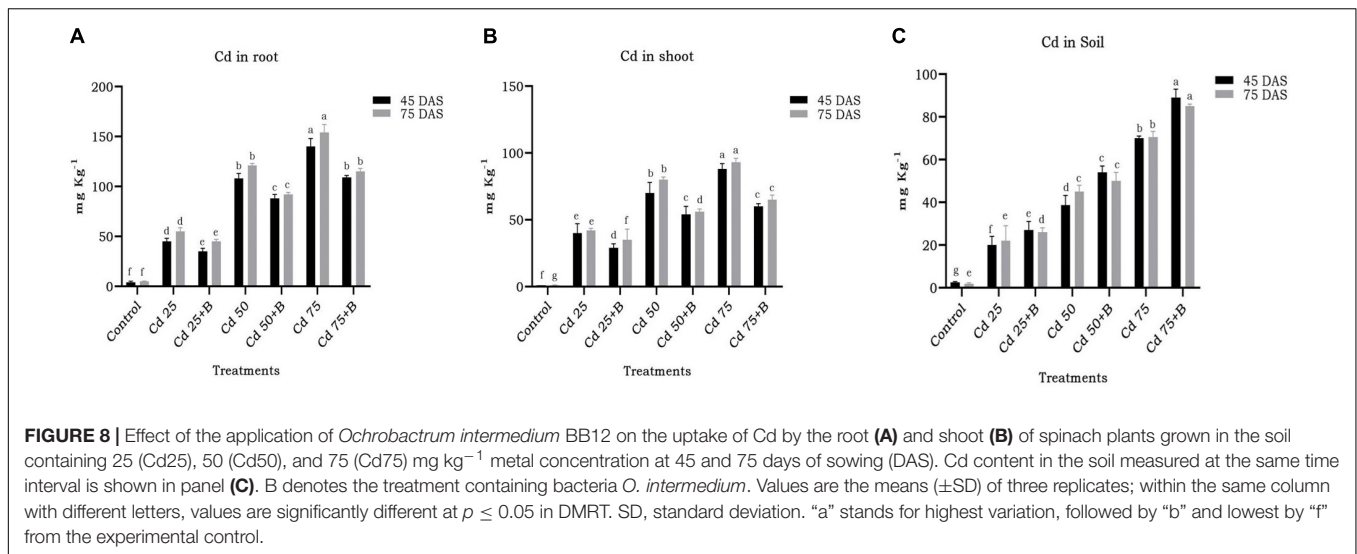 A
Cd in root
200
150
100
50
0
mg Kg⁻¹
45 DAS
75 DAS
f f
d d
e e
b b
c c
a a
b b
Control
Cd 25
Cd 25+B
Cd 50
Cd 50+B
Cd 75
Cd 75+B
Treatments
B
Cd in shoot
150
100
50
0
mg Kg⁻¹
45 DAS
75 DAS
f g
e e
d f
b b
e d
a a
c c
Control
Cd 25
Cd 25+B
Cd 50
Cd 50+B
Cd 75
Cd 75+B
Treatments
C
Cd in Soil
100
80
60
40
20
0
mg Kg⁻¹
45 DAS
75 DAS
g e
f e
e d
d c
c c
b b
a a
Control
Cd 25
Cd 25+B
Cd 50
Cd 50+B
Cd 75
Cd 75+B
Treatments
FIGURE 8 | Effect of the application of Ochrobactrum intermedium BB12 on the uptake of Cd by the root (A) and shoot (B) of spinach plants grown in the soil
containing 25 (Cd25), 50 (Cd50), and 75 (Cd75) mg kg⁻¹ metal concentration at 45 and 75 days of sowing (DAS). Cd content in the soil measured at the same time
interval is shown in panel (C). B denotes the treatment containing bacteria O. intermedium. Values are the means (±SD) of three replicates; within the same column
with different letters, values are significantly different at p ≤ 0.05 in DMRT. SD, standard deviation. “a” stands for highest variation, followed by “b” and lowest by “f”
from the experimental control.